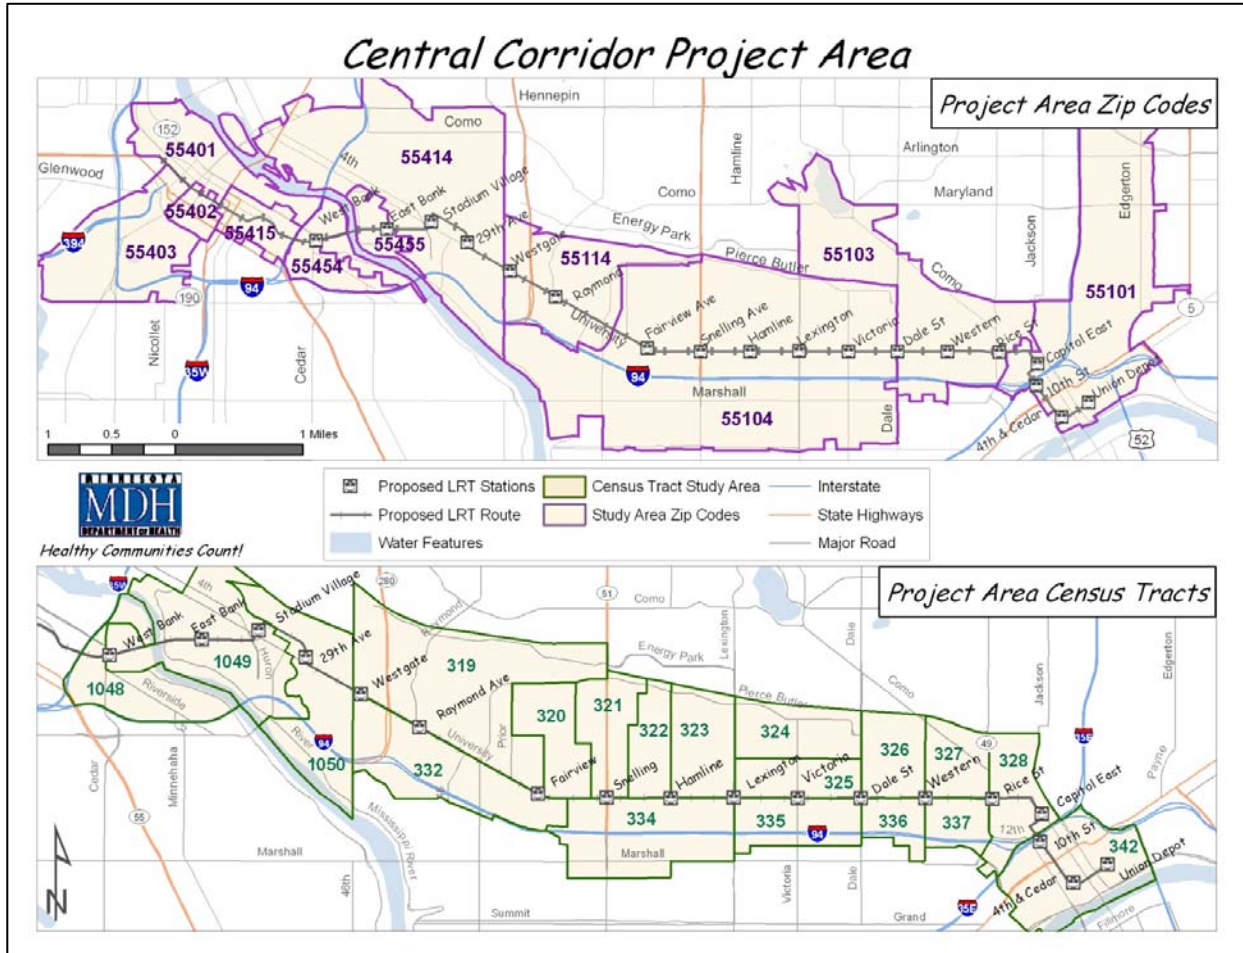 Central Corridor Project Area
Project Area Zip Codes
Hennepin
Como
152
4th
55401
55414
Glenwood
Hamline
Arlington
Como
Maryland
Edgerton
55402
West Bank
East Bank
Stadium Village
29th Ave
Energy Park
Jackson
394
55403
55415
55455
55454
Westgate
55114
Pierce Butler
55103
Como
55101
94
190
Raymond
University
Fairview Ave
Snelling Ave
Hamline
Lexington
Victoria
Dale St
Western
Rice St
Capitol East
5
Nicollet
35W
Cedar
94
Marshall
55104
Dale
10th St
Union Depot
4th & Cedar
52
1 0.5 0 1 Miles
MINNESOTA
MDH
DEPARTMENT OF HEALTH
Healthy Communities Count!
Proposed LRT Stations
Census Tract Study Area
Interstate
Proposed LRT Route
Study Area Zip Codes
State Highways
Water Features
Major Road
Project Area Census Tracts
35W
4th
280
51
Como
Lexington
Dale
Raymond
Energy Park
Pierce Butler
Como
Jackson
Edgerton
West Bank
East Bank
Stadium Village
29th Ave
1049
Huron
Westgate
319
Raymond Ave
1048
Riverside
University
Prior
320
321
322
323
324
326
327
49
328
35E
Payne
Cedar
Minnehaha
River
94
1050
332
Fairview
Snelling
Hamline
Lexington
Victoria
325
Dale St
Western
Rice St
Capitol East
55
Mississippi River
334
335
94
336
337
12th
10th St
342
Marshall
46th
Marshall
Victoria
Dale
4th & Cedar
Union Depot
N
Summit
Grand
35E
Fillmore